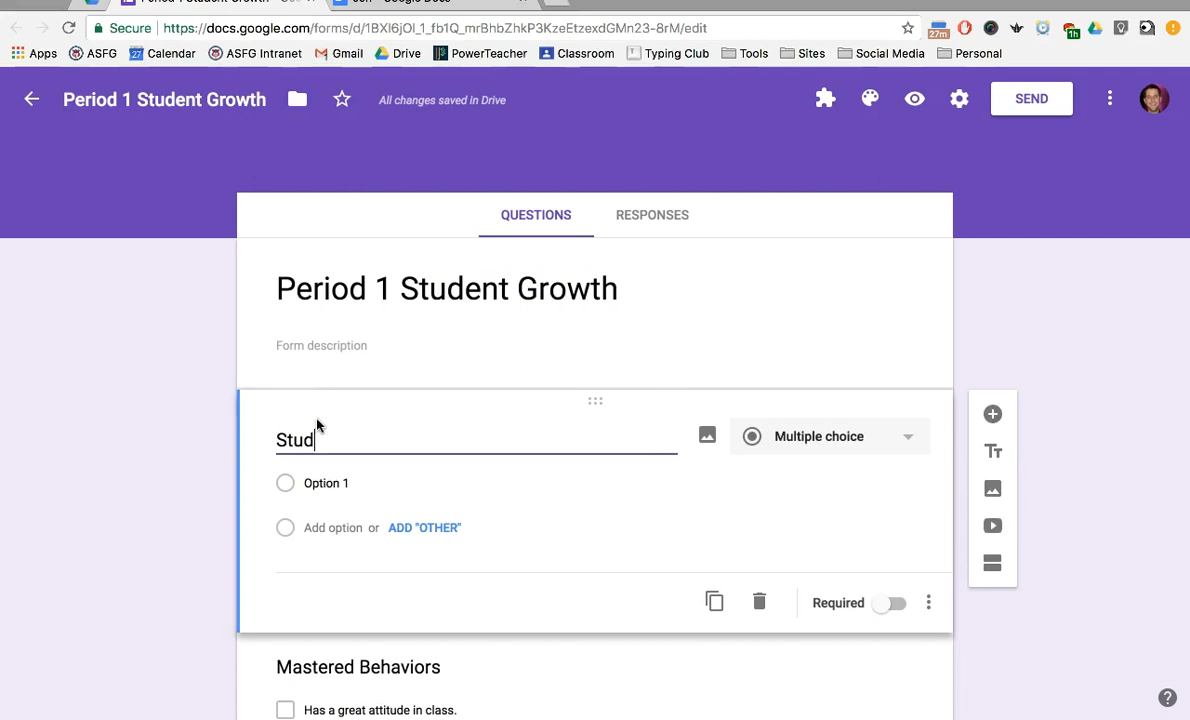 Secure https://docs.google.com/forms/d/1BXl6jOl_1_fb1Q_mrBhbZhkP3KzeEtzexdGMn23-8rM/edit
27m
1h
Apps ASFG Calendar ASFG Intranet Gmail Drive PowerTeacher Classroom Typing Club Tools Sites Social Media Personal
Period 1 Student Growth All changes saved in Drive SEND
QUESTIONS RESPONSES
Period 1 Student Growth
Form description
Stud Multiple choice
Option 1
Add option or ADD "OTHER"
Required
Mastered Behaviors
Has a great attitude in class.